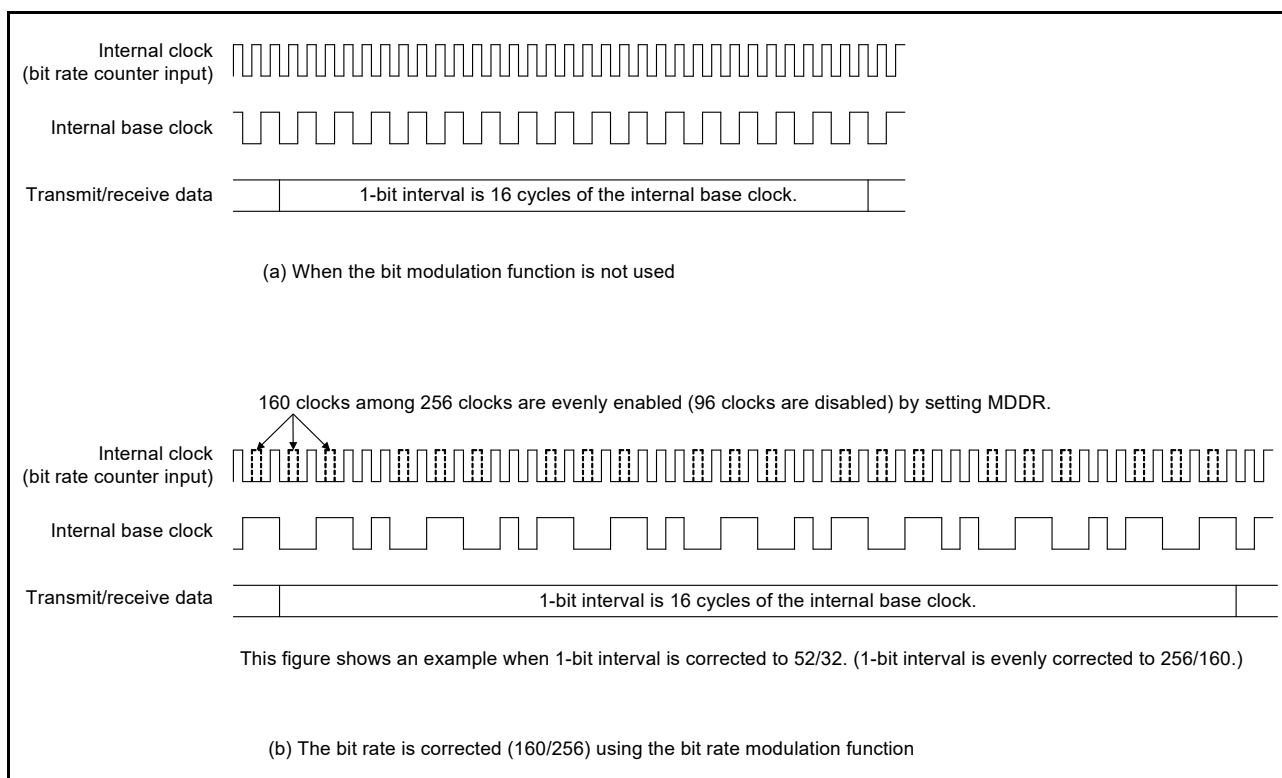 Internal clock
(bit rate counter input)
Internal base clock
Transmit/receive data
1-bit interval is 16 cycles of the internal base clock.
(a) When the bit modulation function is not used
160 clocks among 256 clocks are evenly enabled (96 clocks are disabled) by setting MDDR.
Internal clock
(bit rate counter input)
Internal base clock
Transmit/receive data
1-bit interval is 16 cycles of the internal base clock.
This figure shows an example when 1-bit interval is corrected to 52/32. (1-bit interval is evenly corrected to 256/160.)
(b) The bit rate is corrected (160/256) using the bit rate modulation function